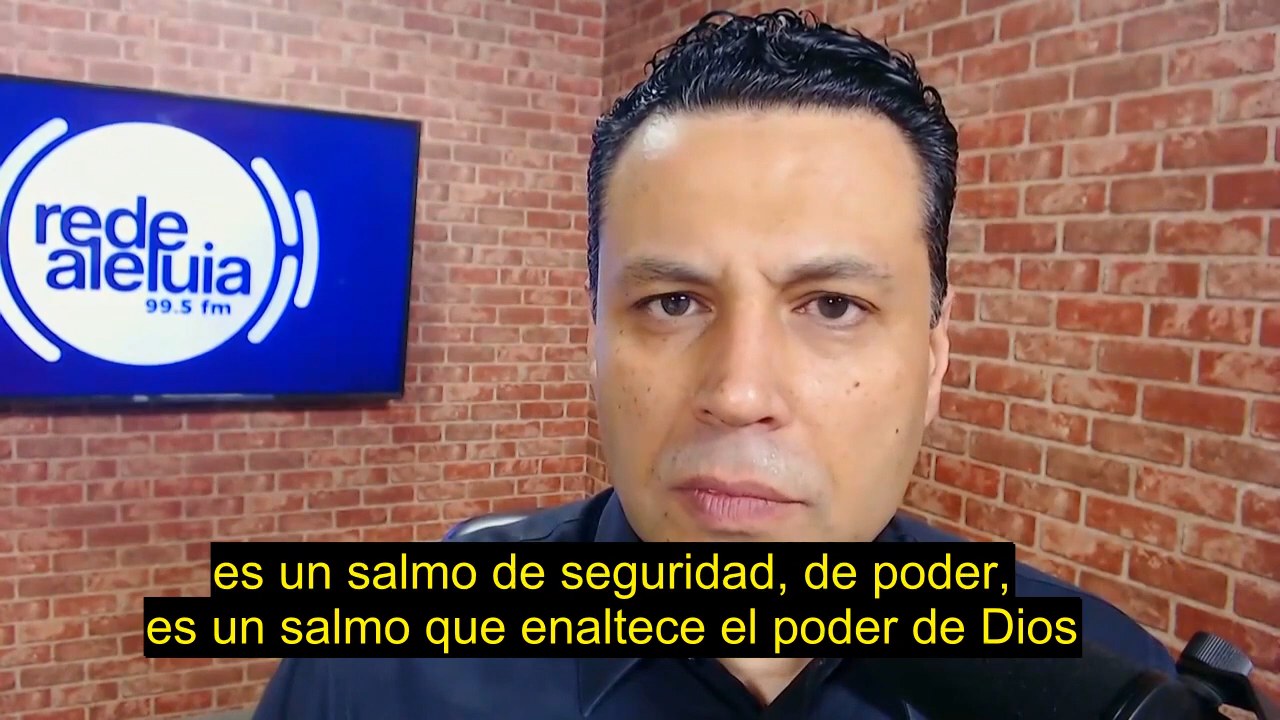 rede
aleluia
99.5 fm
es un salmo de seguridad, de poder,
es un salmo que enaltece el poder de Dios